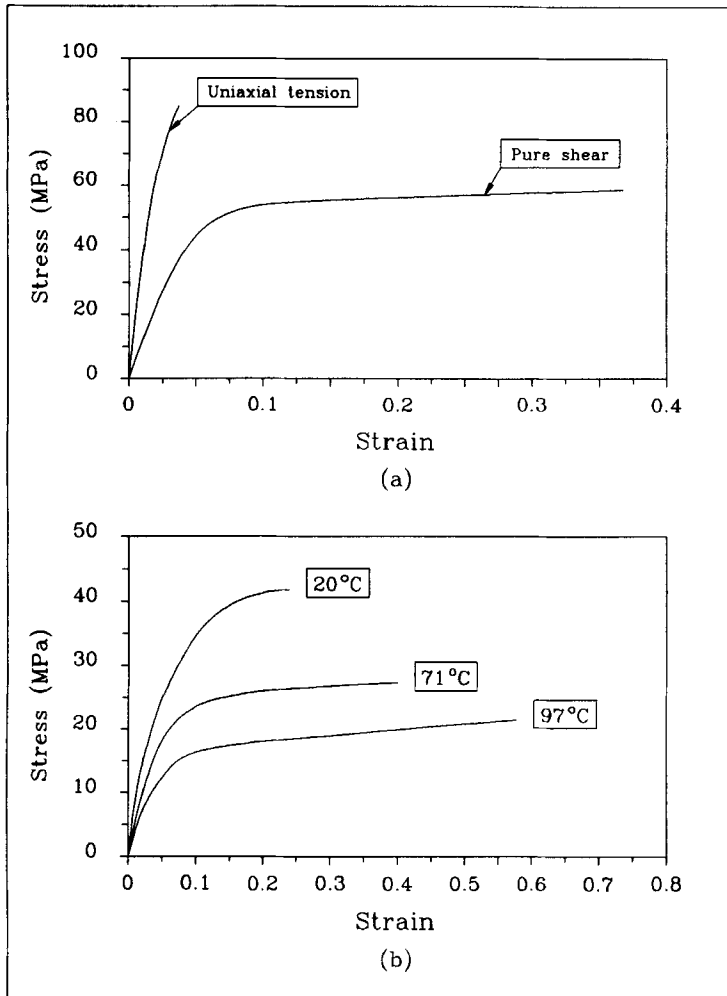 100
80
60
40
20
0
Stress (MPa)
Uniaxial tension
Pure shear
0 0.1 0.2 0.3 0.4
Strain
(a)
50
40
30
20
10
0
Stress (MPa)
20°C
71°C
97°C
0 0.1 0.2 0.3 0.4 0.5 0.6 0.7 0.8
Strain
(b)